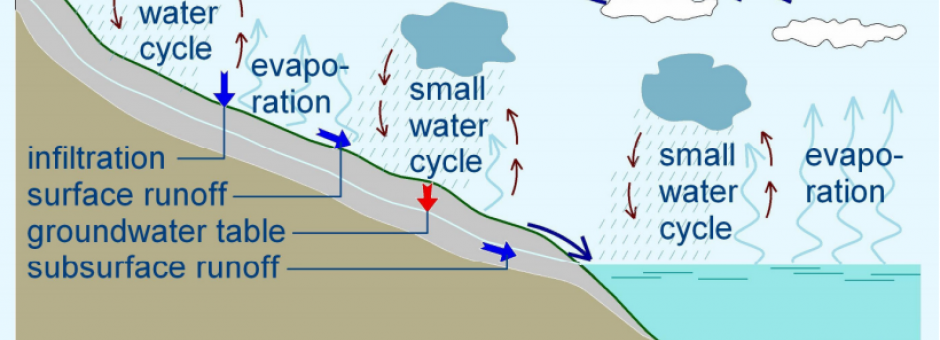 water
cycle
evapo-
ration
small
water
cycle
small
water
cycle
evapo-
ration
infiltration
surface runoff
groundwater table
subsurface runoff